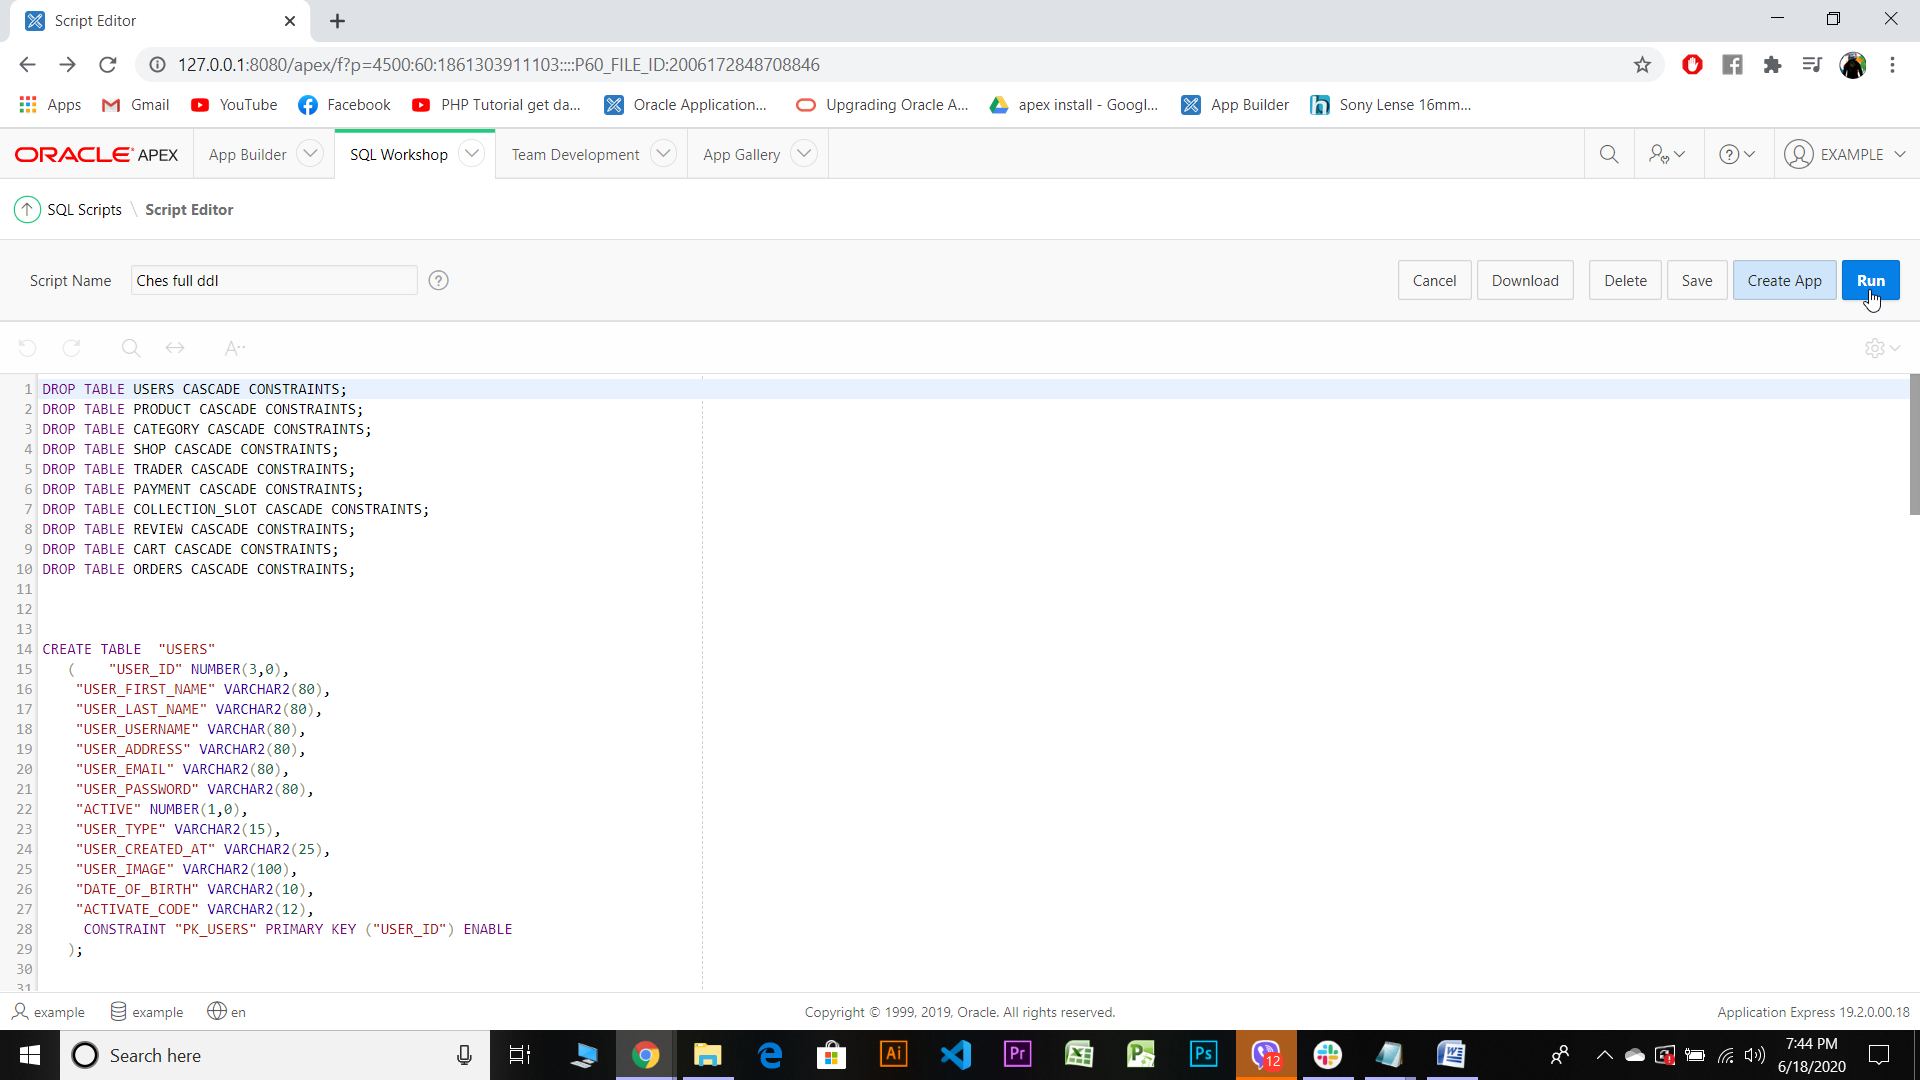 Script Editor
127.0.0.1:8080/apex/f?p=4500:60:1861303911103::::P60_FILE_ID:2006172848708846
Apps Gmail YouTube Facebook PHP Tutorial get da... Oracle Application... Upgrading Oracle A... apex install - Googl... App Builder Sony Lense 16mm...
ORACLE APEX App Builder SQL Workshop Team Development App Gallery EXAMPLE
SQL Scripts \ Script Editor
Script Name Ches full ddl Cancel Download Delete Save Create App Run
A
1 DROP TABLE USERS CASCADE CONSTRAINTS;
2 DROP TABLE PRODUCT CASCADE CONSTRAINTS;
3 DROP TABLE CATEGORY CASCADE CONSTRAINTS;
4 DROP TABLE SHOP CASCADE CONSTRAINTS;
5 DROP TABLE TRADER CASCADE CONSTRAINTS;
6 DROP TABLE PAYMENT CASCADE CONSTRAINTS;
7 DROP TABLE COLLECTION_SLOT CASCADE CONSTRAINTS;
8 DROP TABLE REVIEW CASCADE CONSTRAINTS;
9 DROP TABLE CART CASCADE CONSTRAINTS;
10 DROP TABLE ORDERS CASCADE CONSTRAINTS;
11
12
13
14 CREATE TABLE "USERS"
15 ( "USER_ID" NUMBER(3,0),
16 "USER_FIRST_NAME" VARCHAR2(80),
17 "USER_LAST_NAME" VARCHAR2(80),
18 "USER_USERNAME" VARCHAR(80),
19 "USER_ADDRESS" VARCHAR2(80),
20 "USER_EMAIL" VARCHAR2(80),
21 "USER_PASSWORD" VARCHAR2(80),
22 "ACTIVE" NUMBER(1,0),
23 "USER_TYPE" VARCHAR2(15),
24 "USER_CREATED_AT" VARCHAR2(25),
25 "USER_IMAGE" VARCHAR2(100),
26 "DATE_OF_BIRTH" VARCHAR2(10),
27 "ACTIVATE_CODE" VARCHAR2(12),
28 CONSTRAINT "PK_USERS" PRIMARY KEY ("USER_ID") ENABLE
29 );
30
31
example example en Copyright © 1999, 2019, Oracle. All rights reserved. Application Express 19.2.0.00.18
Search here Ai Pr Ps 12 7:44 PM
6/18/2020